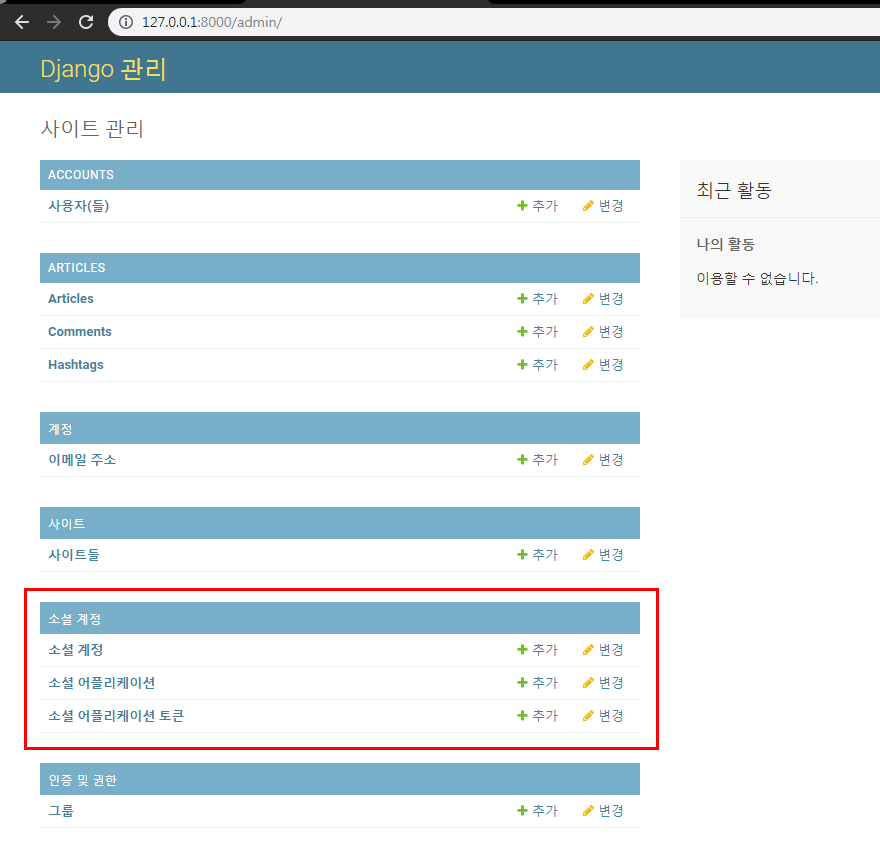 127.0.0.1:8000/admin/
Django 관리
사이트 관리
ACCOUNTS
사용자(들) 추가 변경
ARTICLES
Articles 추가 변경
Comments 추가 변경
Hashtags 추가 변경
계정
이메일 주소 추가 변경
사이트
사이트들 추가 변경
소셜 계정
소셜 계정 추가 변경
소셜 어플리케이션 추가 변경
소셜 어플리케이션 토큰 추가 변경
인증 및 권한
그룹 추가 변경
최근 활동
나의 활동
이용할 수 없습니다.